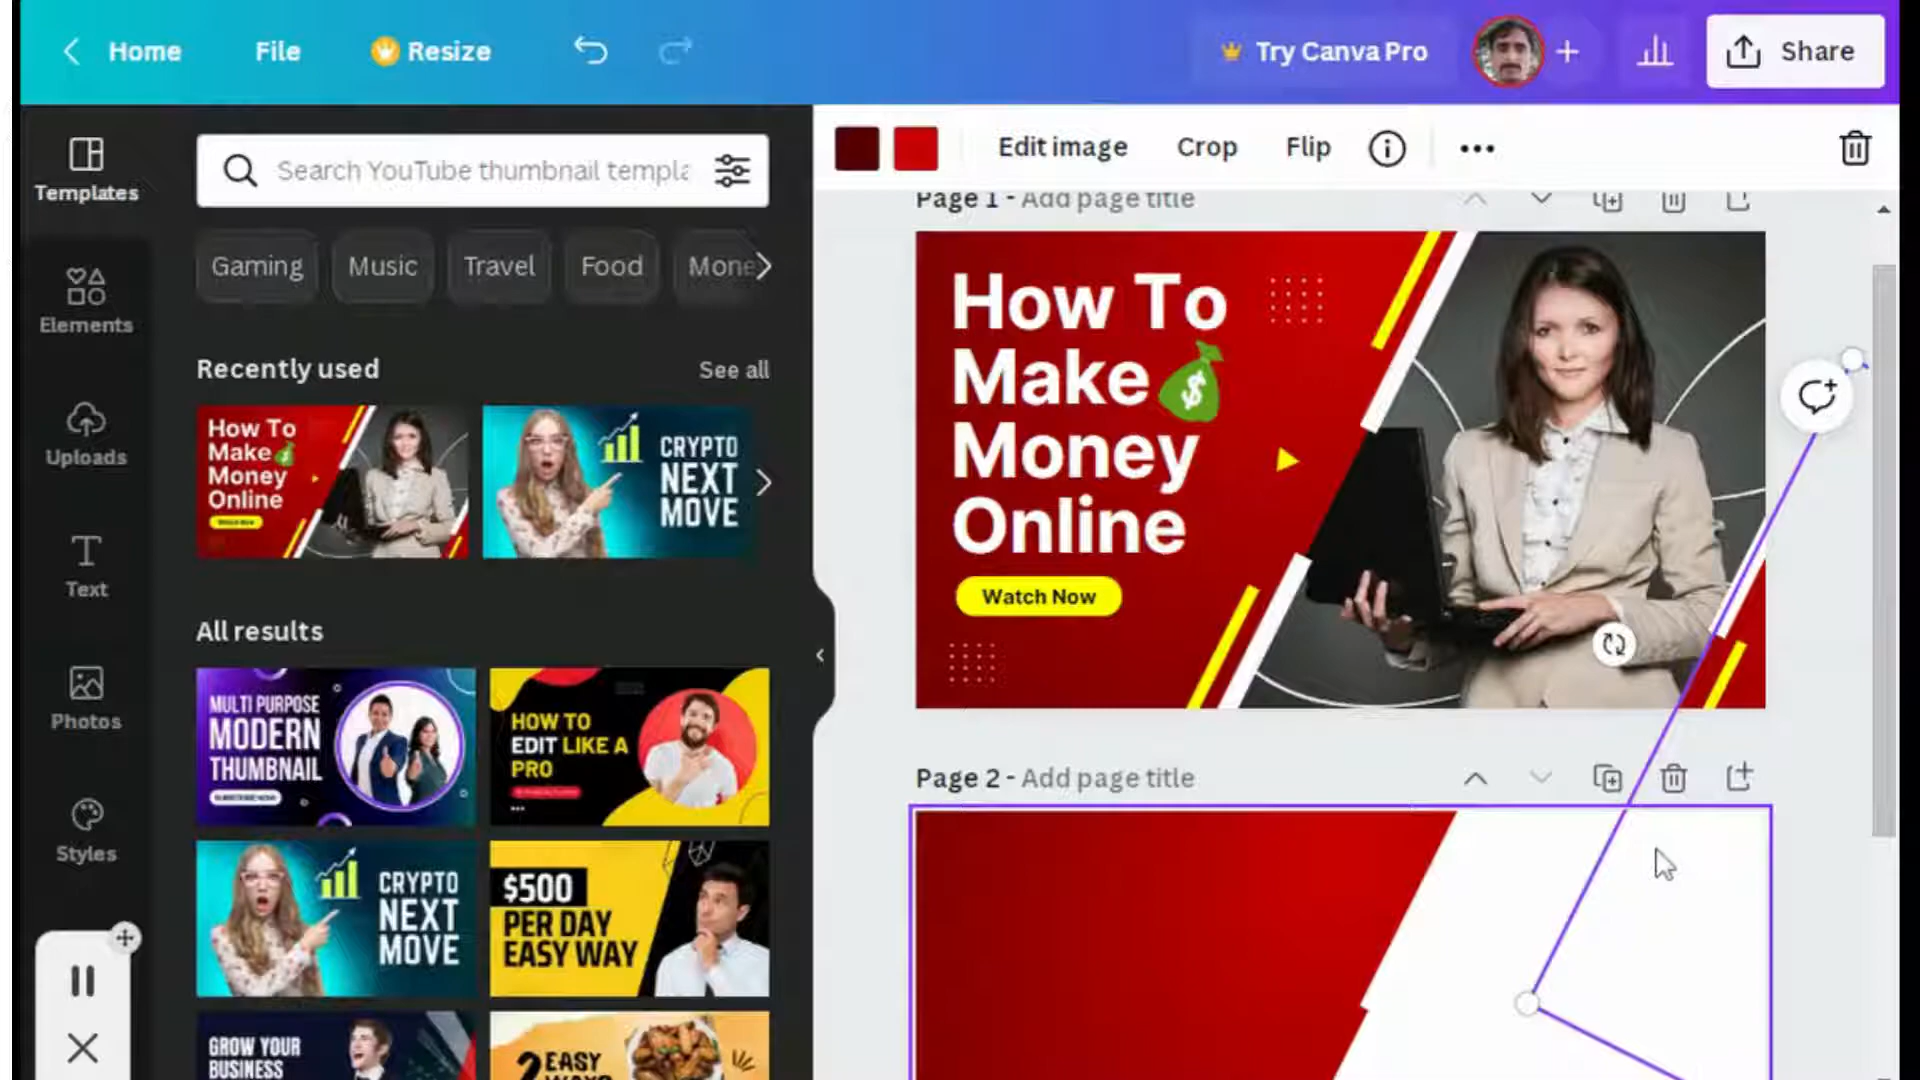 Home
File
Resize
Try Canva Pro
Share
Templates
Elements
Uploads
Text
Photos
Styles
Search YouTube thumbnail templa
Gaming
Music
Travel
Food
Mone
Recently used
See all
How To
Make
Money
Online
Watch Now
CRYPTO
NEXT
MOVE
All results
MULTI PURPOSE
MODERN
THUMBNAIL
SUBSCRIBE NOW
HOW TO
EDIT LIKE A
PRO
CRYPTO
NEXT
MOVE
$500
PER DAY
EASY WAY
GROW YOUR
BUSINESS
2 EASY
Edit image
Crop
Flip
Page 1 - Add page title
How To
Make
$
Money
Online
Watch Now
Page 2 - Add page title